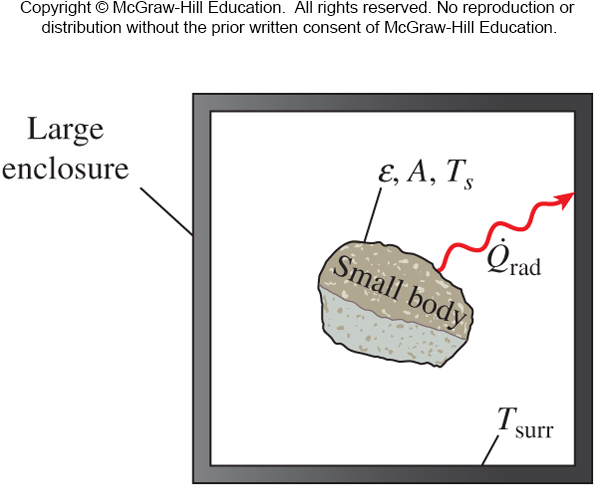 Copyright © McGraw-Hill Education.  All rights reserved. No reproduction or
distribution without the prior written consent of McGraw-Hill Education.
Large
enclosure
ε, A, Tₛ
Q̇rad
Small body
Tsurr